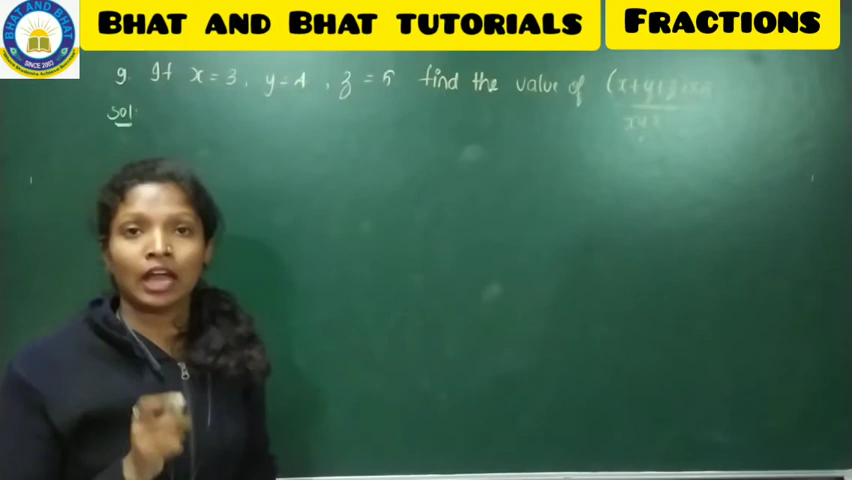 BHAT AND BHAT TUTORIALS
FRACTIONS
BHAT AND BHAT
SINCE 2003
9. If x = 3, y = 4, z = 5 find the value of
Sol:
xyz